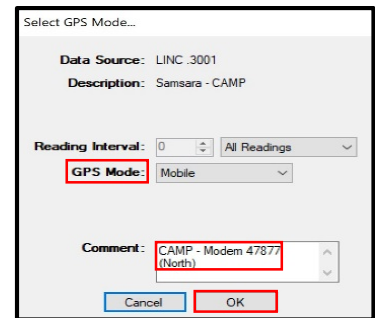 Select GPS Mode...
Data Source: LINC .3001
Description: Samsara - CAMP
Reading Interval: 0 All Readings
GPS Mode: Mobile
Comment: CAMP - Modem 47877
(North)
Cancel OK